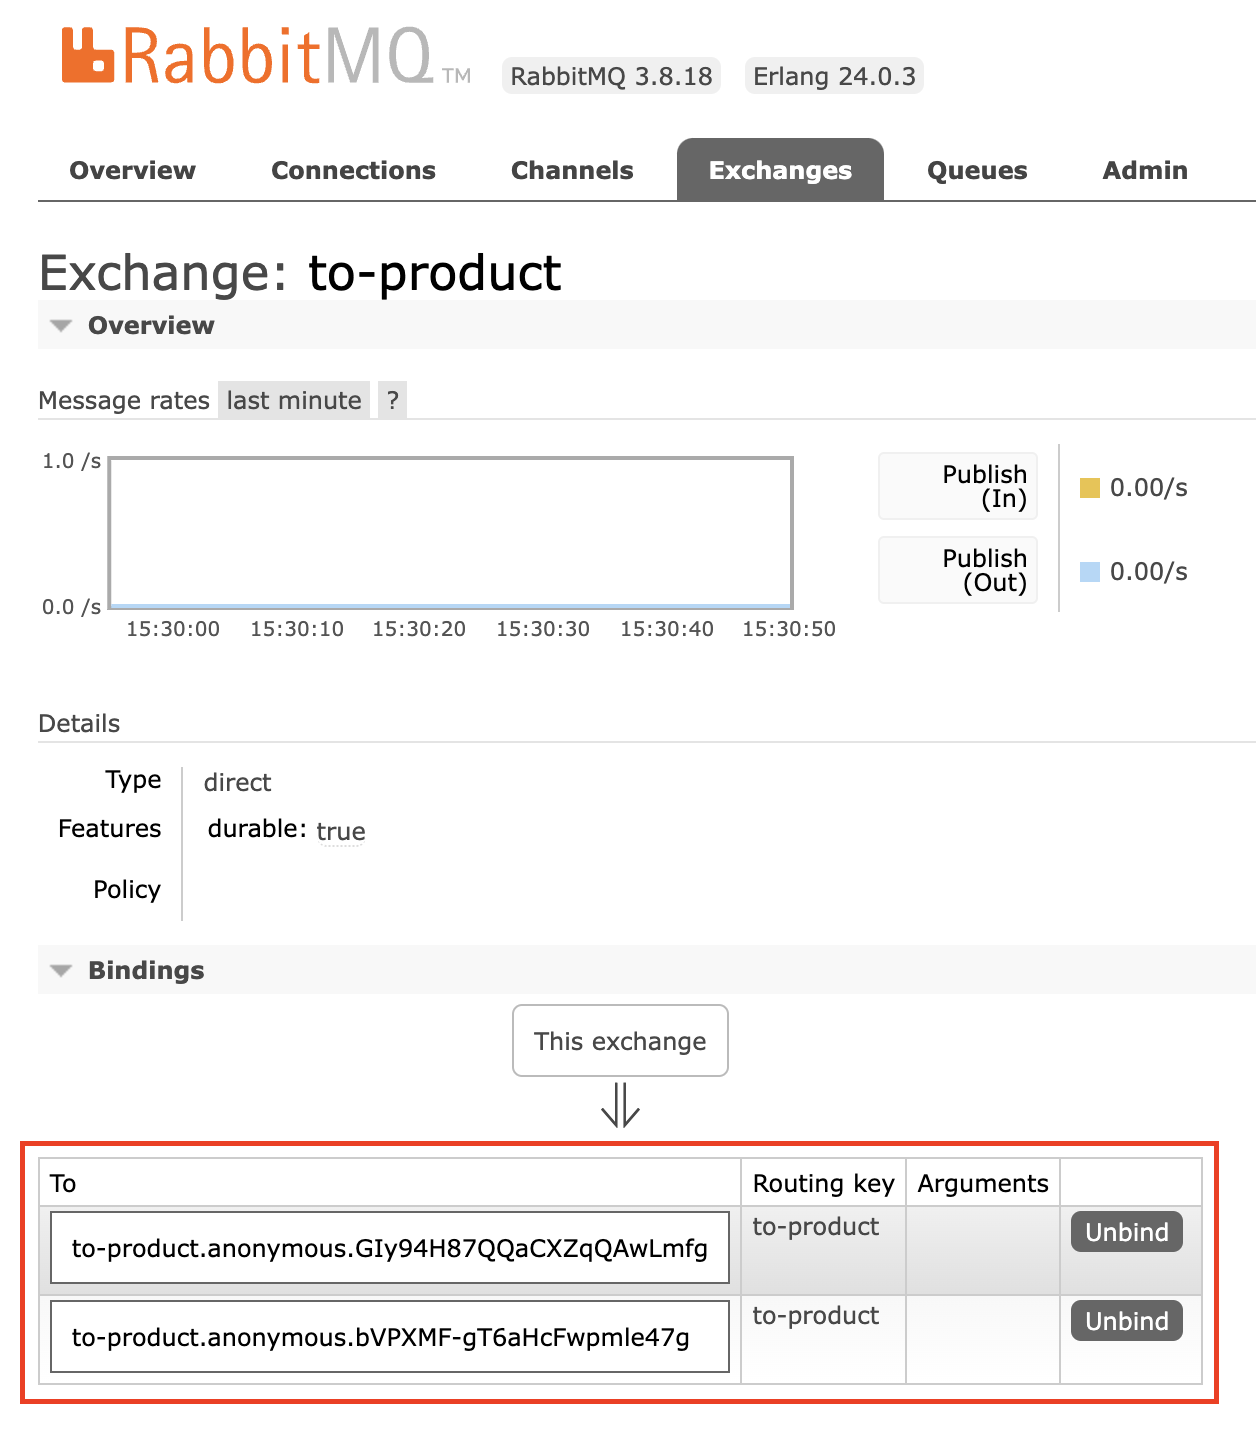 RabbitMQ TM RabbitMQ 3.8.18 Erlang 24.0.3
Overview Connections Channels Exchanges Queues Admin
Exchange: to-product
Overview
Message rates last minute ?
1.0 /s
0.0 /s
15:30:00 15:30:10 15:30:20 15:30:30 15:30:40 15:30:50
Publish
(In)
0.00/s
Publish
(Out)
0.00/s
Details
Type direct
Features durable: true
Policy
Bindings
This exchange
To Routing key Arguments
to-product.anonymous.GIy94H87QQaCXZqQAwLmfg to-product Unbind
to-product.anonymous.bVPXMF-gT6aHcFwpmle47g to-product Unbind